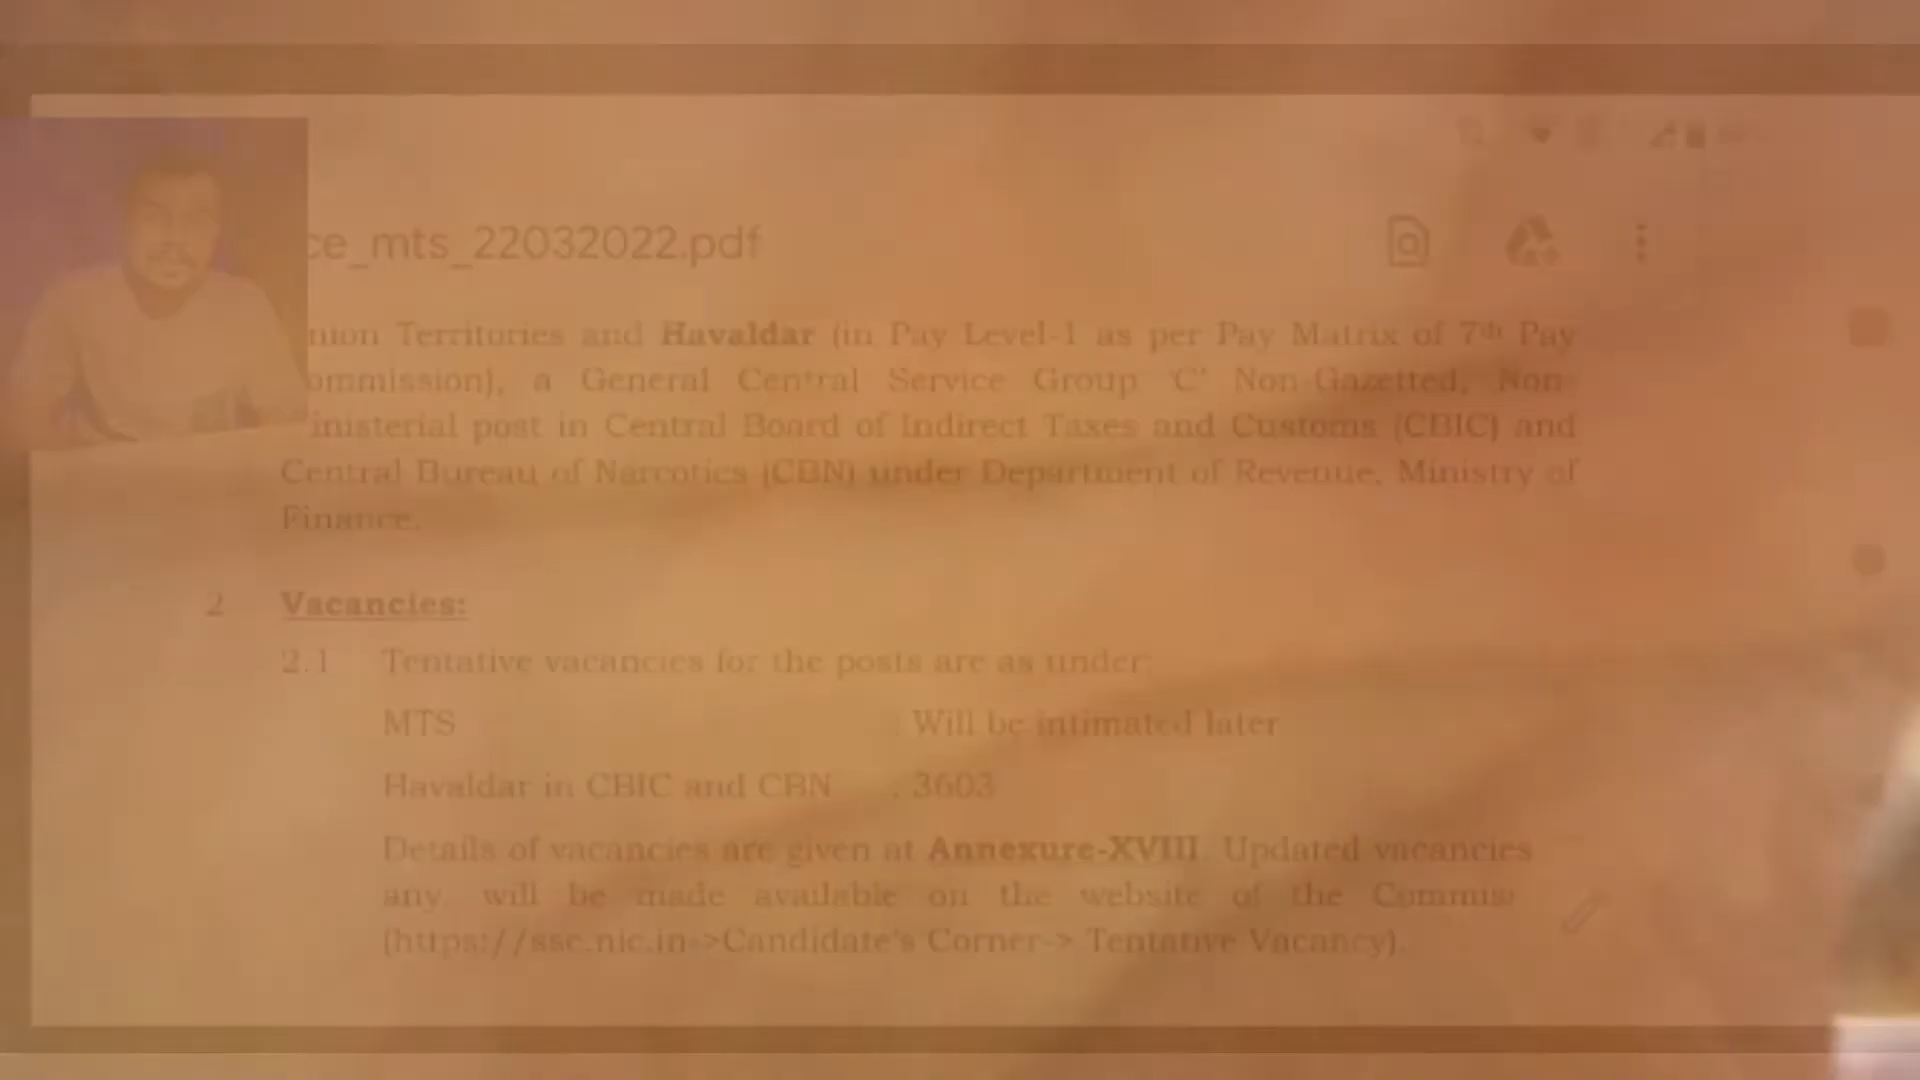 ce_mts_22032022.pdf
nion Territories and Havaldar (in Pay Level-1 as per Pay Matrix of 7th Pay
ommission), a General Central Service Group 'C' Non-Gazetted, Non-
inisterial post in Central Board of Indirect Taxes and Customs (CBIC) and
Central Bureau of Narcotics (CBN) under Department of Revenue, Ministry of
Finance.
2 Vacancies:
2.1 Tentative vacancies for the posts are as under:
MTS : Will be intimated later
Havaldar in CBIC and CBN : 3603
Details of vacancies are given at Annexure-XVIII. Updated vacancies
any will be made available on the website of the Commis
(https://ssc.nic.in->Candidate's Corner-> Tentative Vacancy).